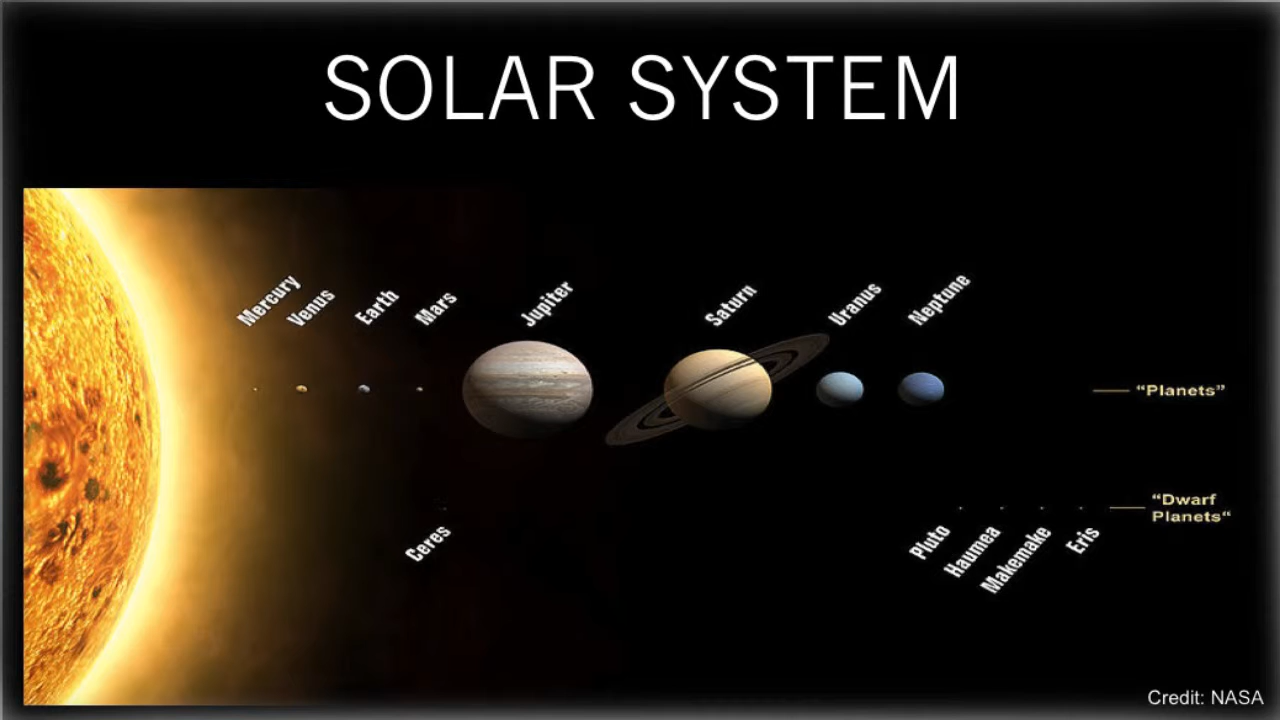 SOLAR SYSTEM
Mercury
Venus
Earth
Mars
Jupiter
Saturn
Uranus
Neptune
“Planets”
Ceres
Pluto
Haumea
Makemake
Eris
“Dwarf
Planets“
Credit: NASA